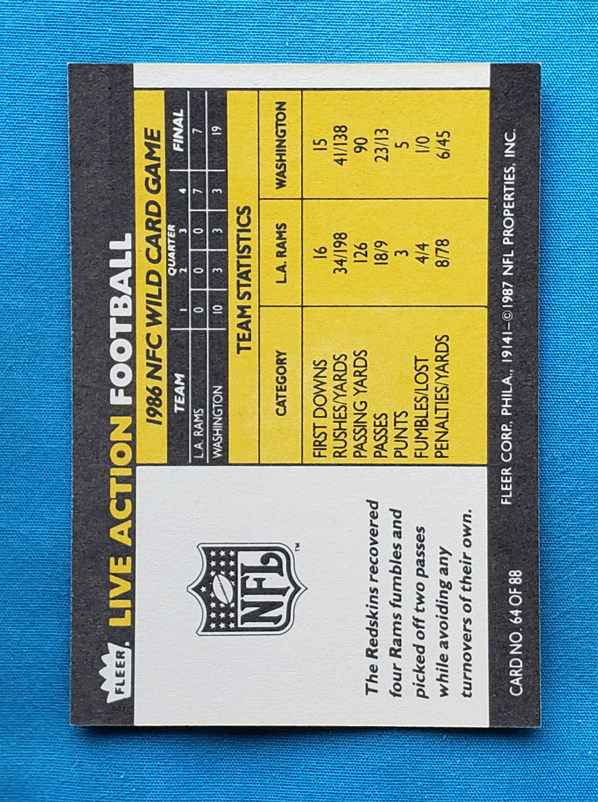 FLEER. LIVE ACTION FOOTBALL
NFL
TM
The Redskins recovered
four Rams fumbles and
picked off two passes
while avoiding any
turnovers of their own.
1986 NFC WILD CARD GAME
TEAM QUARTER FINAL
1 2 3 4
L.A. RAMS 0 0 0 7 7
WASHINGTON 10 3 3 3 19
TEAM STATISTICS
CATEGORY L.A. RAMS WASHINGTON
FIRST DOWNS 16 15
RUSHES/YARDS 34/198 41/138
PASSING YARDS 126 90
PASSES 18/9 23/13
PUNTS 3 5
FUMBLES/LOST 4/4 1/0
PENALTIES/YARDS 8/78 6/45
CARD NO. 64 OF 88 FLEER CORP., PHILA., 19141–©1987 NFL PROPERTIES, INC.